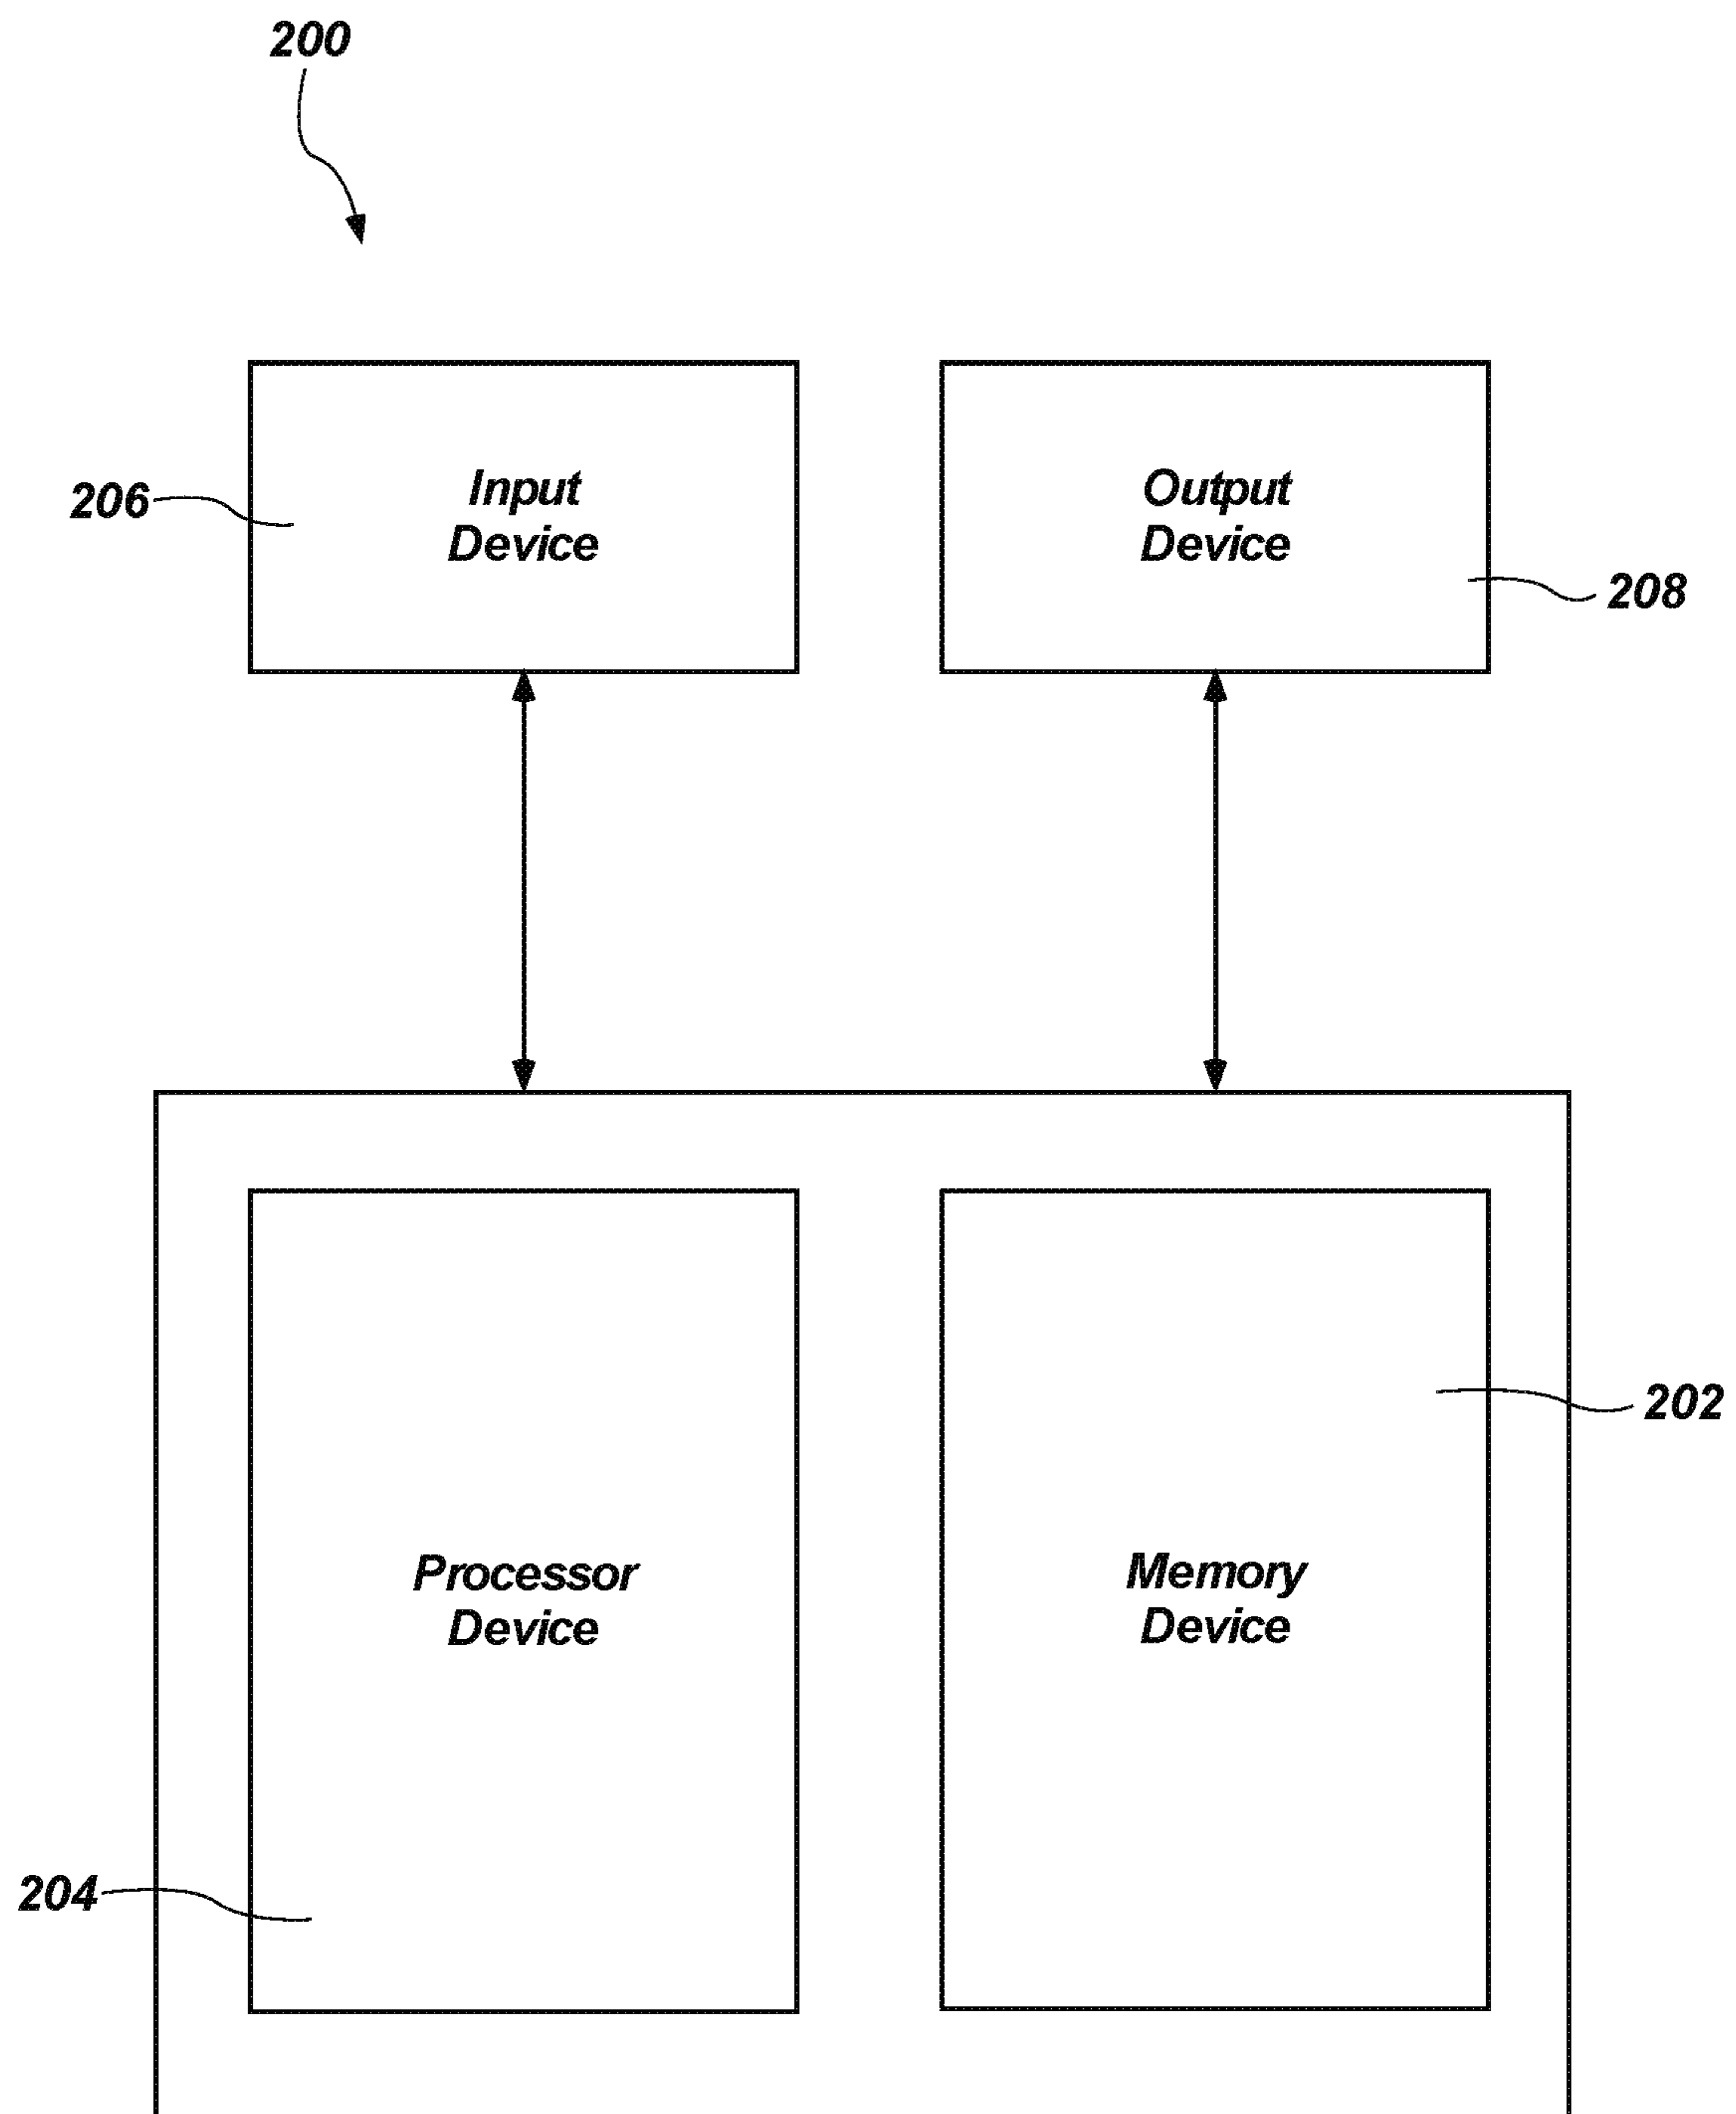 200
206
Input
Device
Output
Device
208
202
Processor
Device
Memory
Device
204